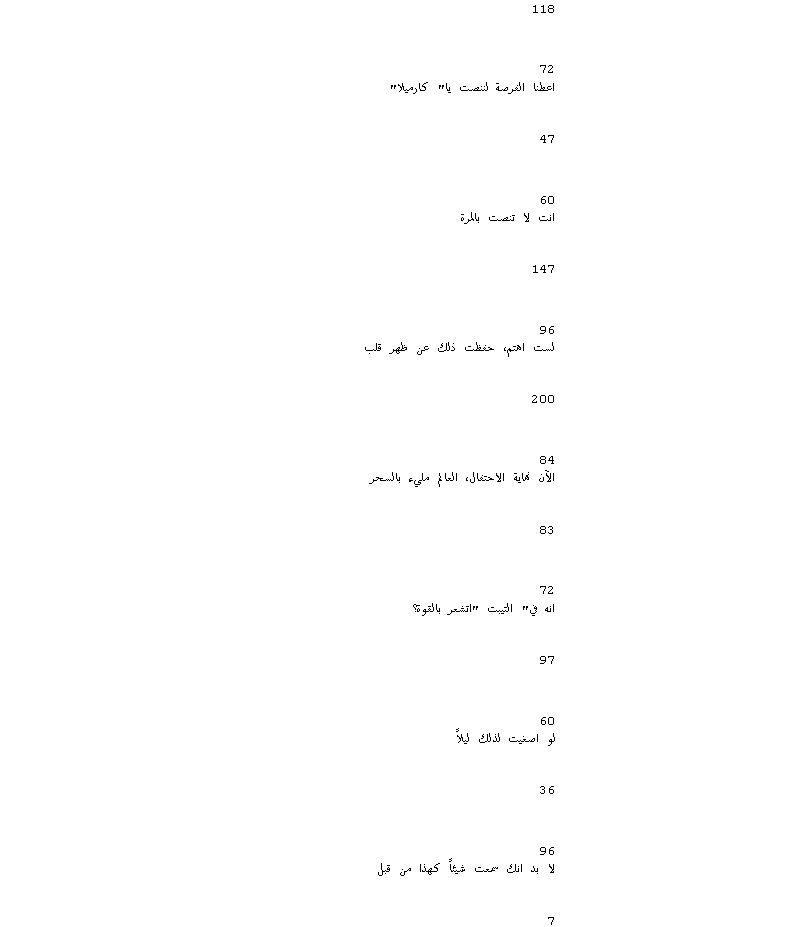 118
72
اعطنا الفرصة لننصت يا" كارميلا"
47
60
انت لا تنصت بالمرة
147
96
لست اهتم، حفظت ذلك عن ظهر قلب
200
84
الآن نهاية الاحتفال، العالم مليء بالسحر
83
72
انه في" التيبت "اتشعر بالقوة؟
97
60
لو اصغيت لذلك ليلاً
36
96
لا بد انك سمعت شيئاً كهذا من قبل
7